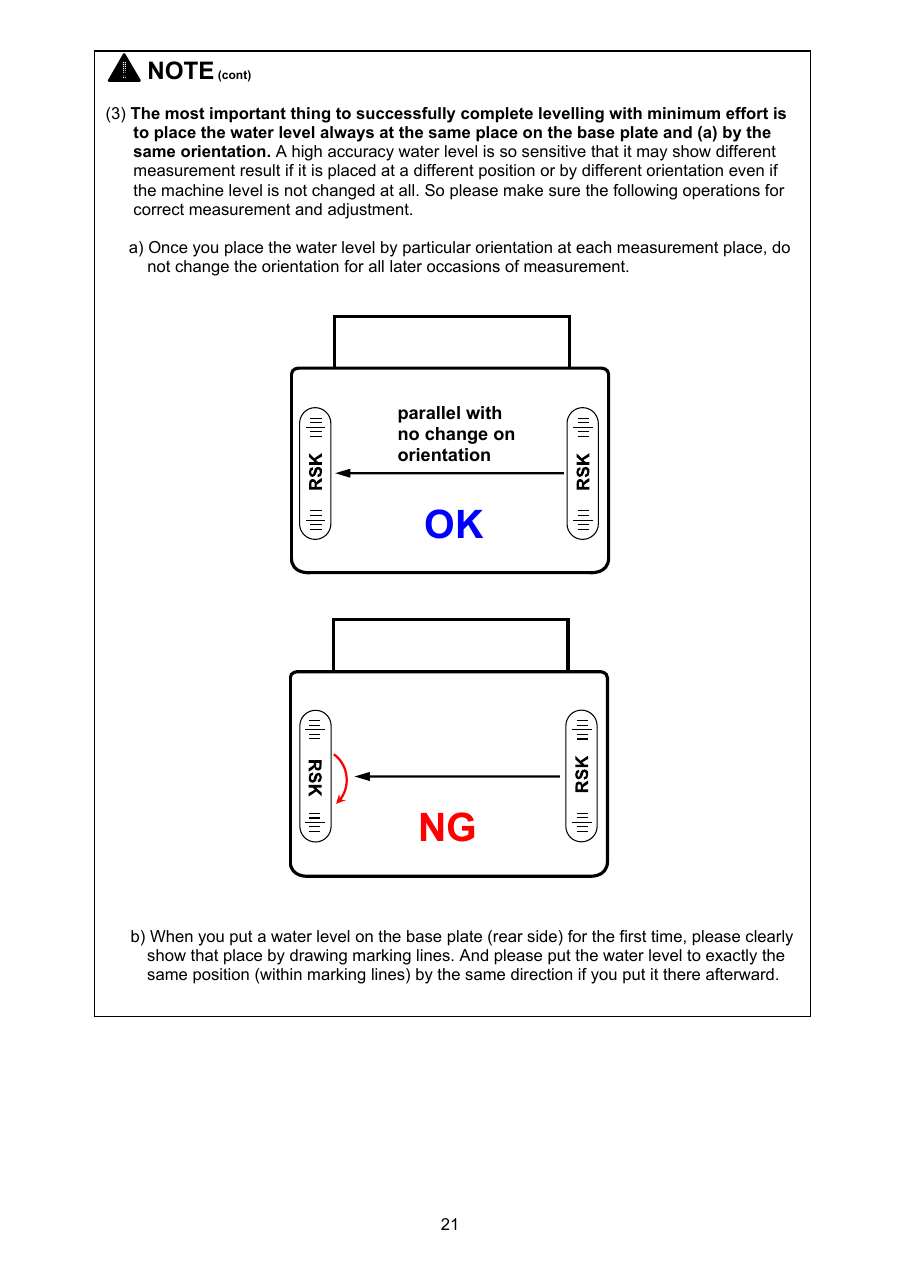 NOTE (cont)
(3) The most important thing to successfully complete levelling with minimum effort is
to place the water level always at the same place on the base plate and (a) by the
same orientation. A high accuracy water level is so sensitive that it may show different
measurement result if it is placed at a different position or by different orientation even if
the machine level is not changed at all. So please make sure the following operations for
correct measurement and adjustment.
a) Once you place the water level by particular orientation at each measurement place, do
not change the orientation for all later occasions of measurement.
parallel with
no change on
orientation
RSK
RSK
OK
RSK
RSK
NG
b) When you put a water level on the base plate (rear side) for the first time, please clearly
show that place by drawing marking lines. And please put the water level to exactly the
same position (within marking lines) by the same direction if you put it there afterward.
21